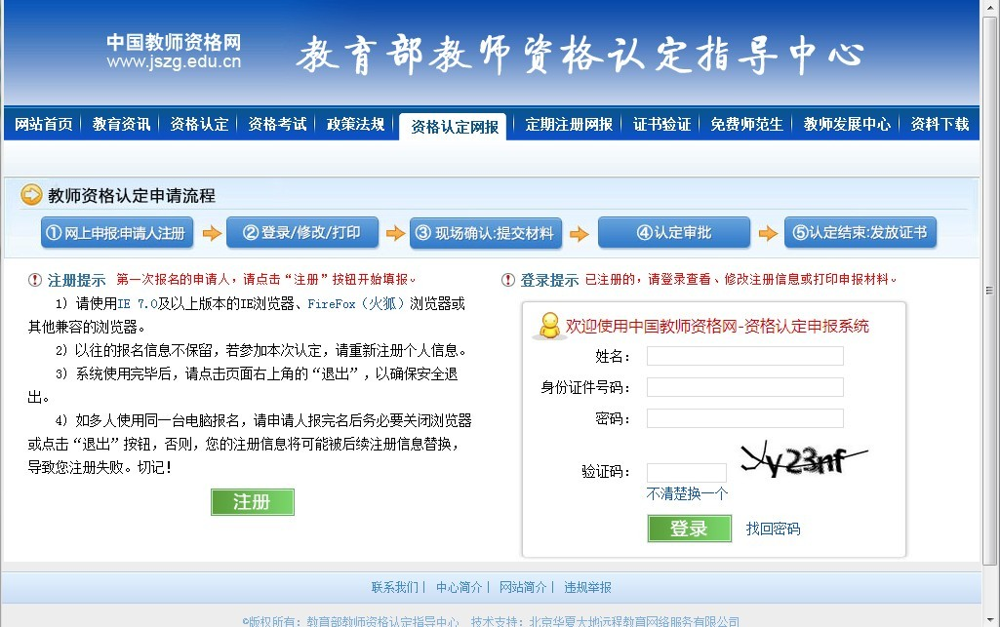 中国教师资格网
www.jszg.edu.cn
教育部教师资格认定指导中心
网站首页 教育资讯 资格认定 资格考试 政策法规 资格认定网报 定期注册网报 证书验证 免费师范生 教师发展中心 资料下载
教师资格认定申请流程
①网上申报:申请人注册 ②登录/修改/打印 ③现场确认:提交材料 ④认定审批 ⑤认定结束:发放证书
注册提示 第一次报名的申请人，请点击“注册”按钮开始填报。
1）请使用IE 7.0及以上版本的IE浏览器、FireFox（火狐）浏览器或
其他兼容的浏览器。
2）以往的报名信息不保留，若参加本次认定，请重新注册个人信息。
3）系统使用完毕后，请点击页面右上角的“退出”，以确保安全退
出。
4）如多人使用同一台电脑报名，请申请人报完名后务必要关闭浏览器
或点击“退出”按钮，否则，您的注册信息将可能被后续注册信息替换，
导致您注册失败。切记！
注册
登录提示 已注册的，请登录查看、修改注册信息或打印申报材料。
欢迎使用中国教师资格网-资格认定申报系统
姓名：
身份证件号码：
密码：
验证码： Yy23nf
不清楚换一个
登录 找回密码
联系我们| 中心简介| 网站简介| 违规举报
©版权所有：教育部教师资格认定指导中心 技术支持：北京华夏大地远程教育网络服务有限公司